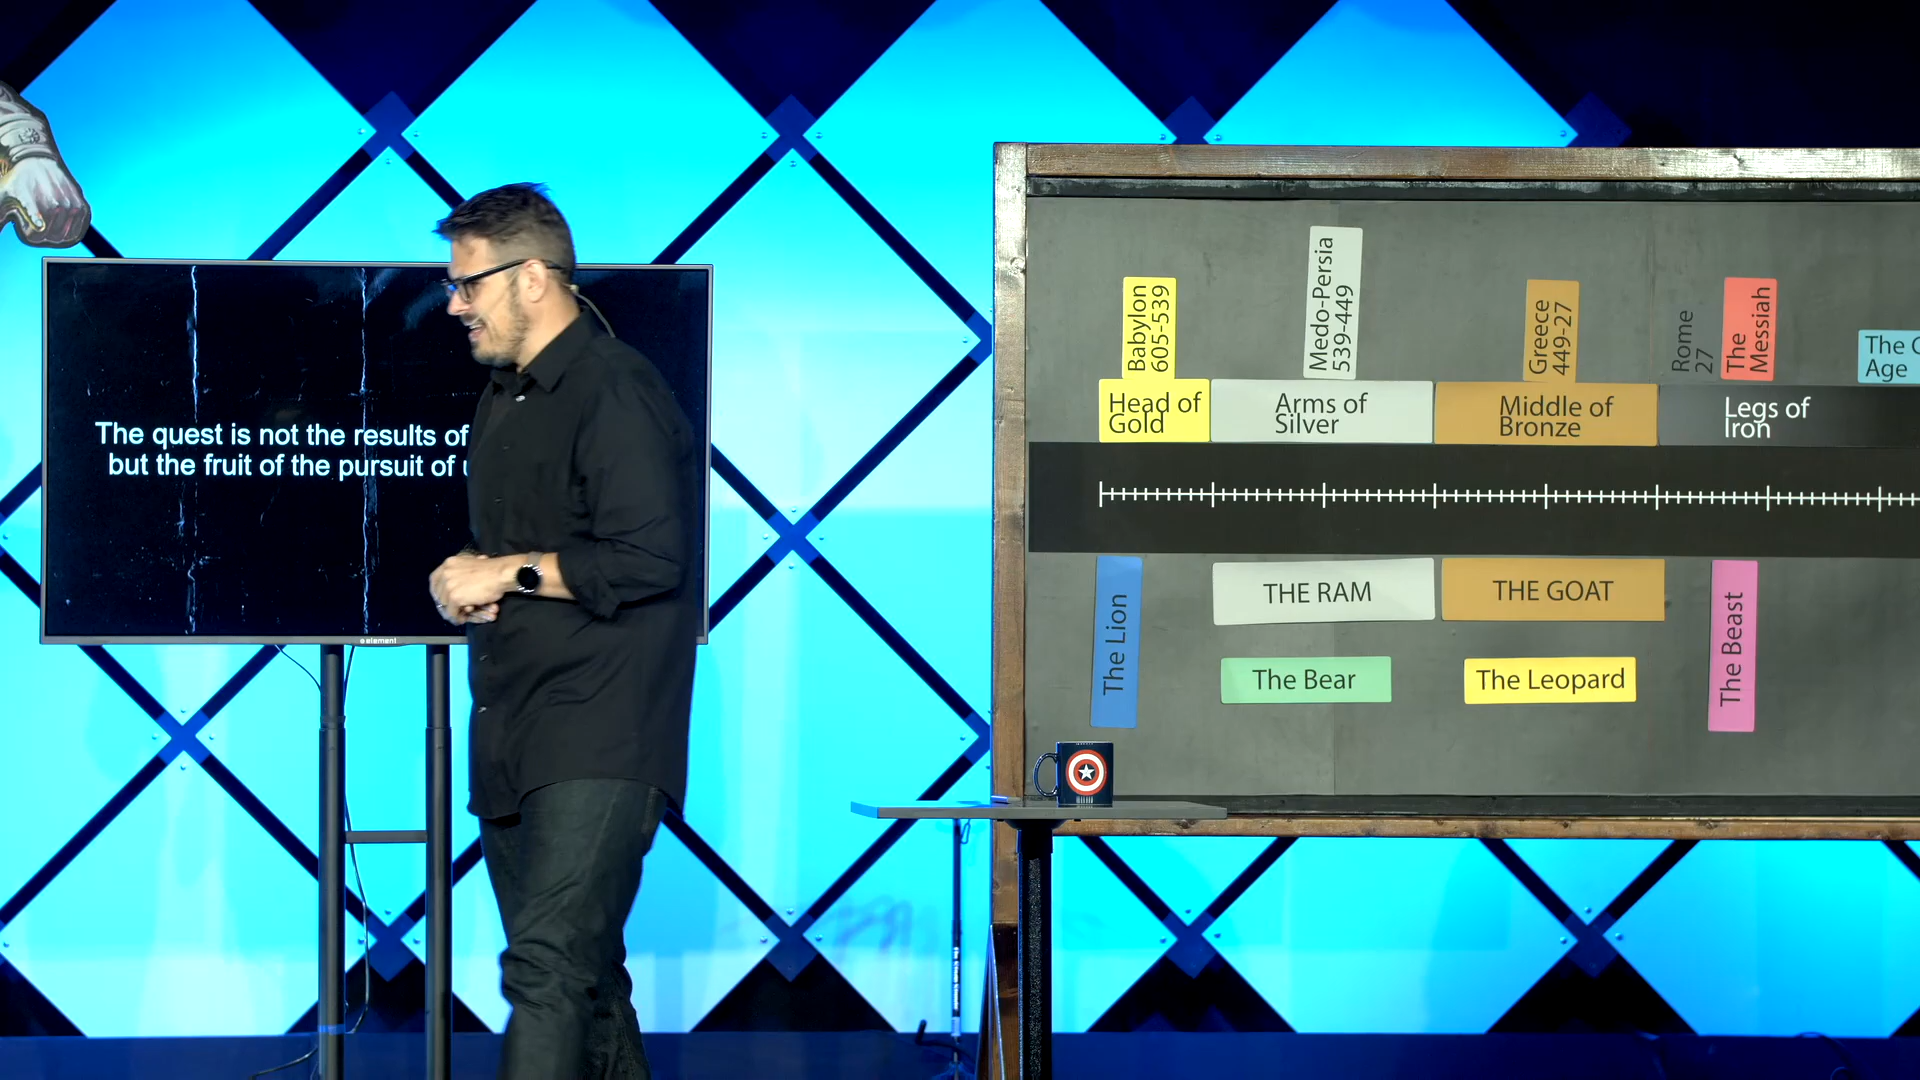 The quest is not the results of
but the fruit of the pursuit of
element
Babylon
605-539
Medo-Persia
539-449
Greece
449-27
Rome
27
The
Messiah
The
Age
Head of
Gold
Arms of
Silver
Middle of
Bronze
Legs of
Iron
The Lion
THE RAM
THE GOAT
The Bear
The Leopard
The Beast